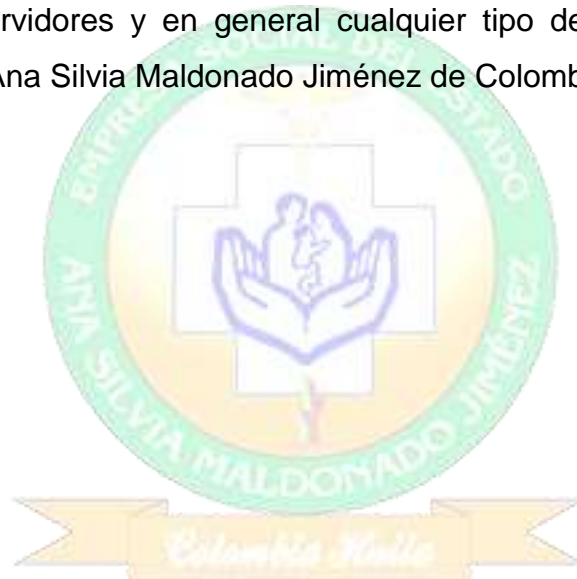 rvidores y en general cualquier tipo de
Ana Silvia Maldonado Jiménez de Colomb
EMPRESA SOCIAL DEL ESTADO
ANA SILVIA MALDONADO JIMÉNEZ
Colombia Huila